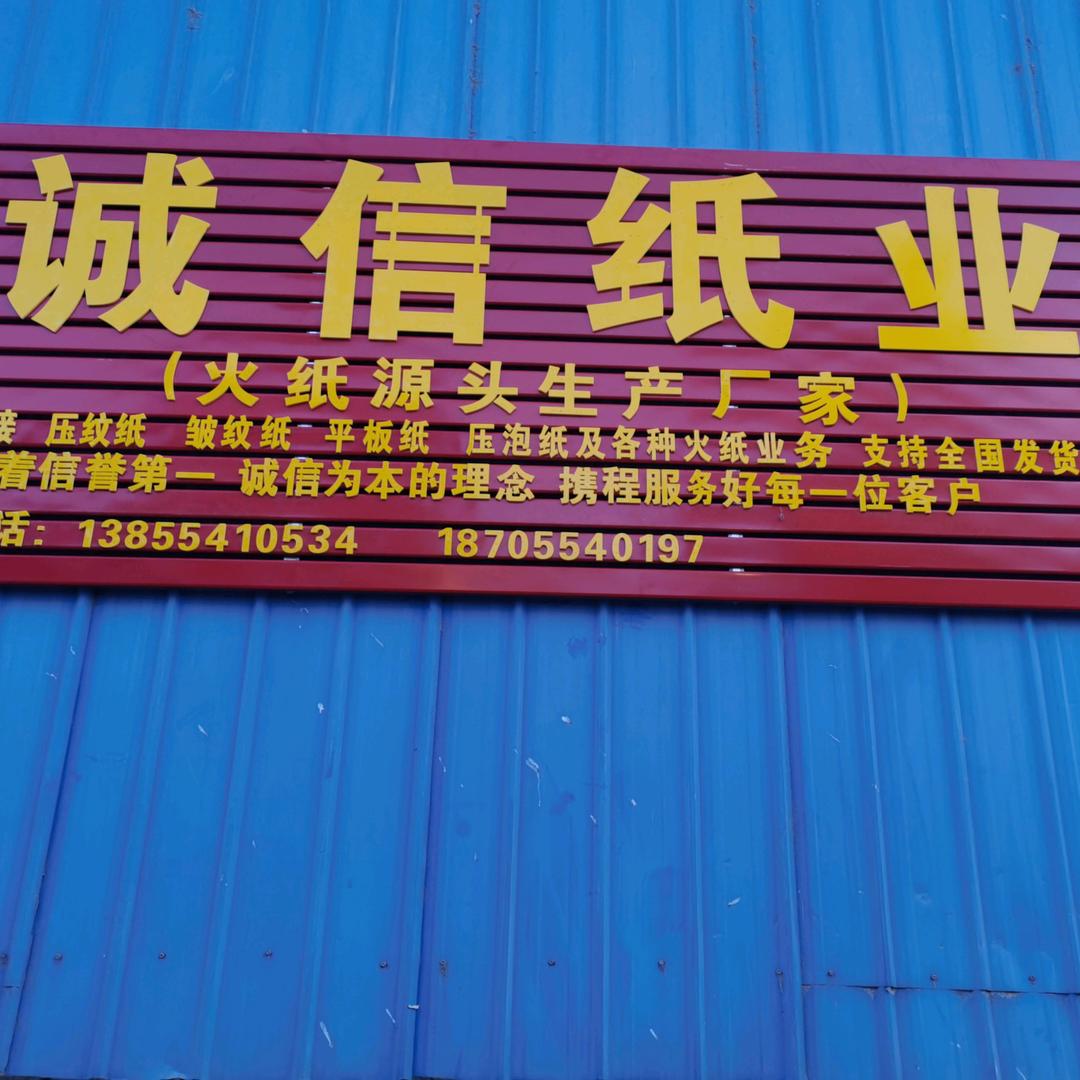 诚信纸业
（火纸源头生产厂家）
接 压纹纸 皱纹纸 平板纸 压泡纸及各种火纸业务 支持全国发货
着信誉第一 诚信为本的理念 携程服务好每一位客户
话：13855410534 18705540197